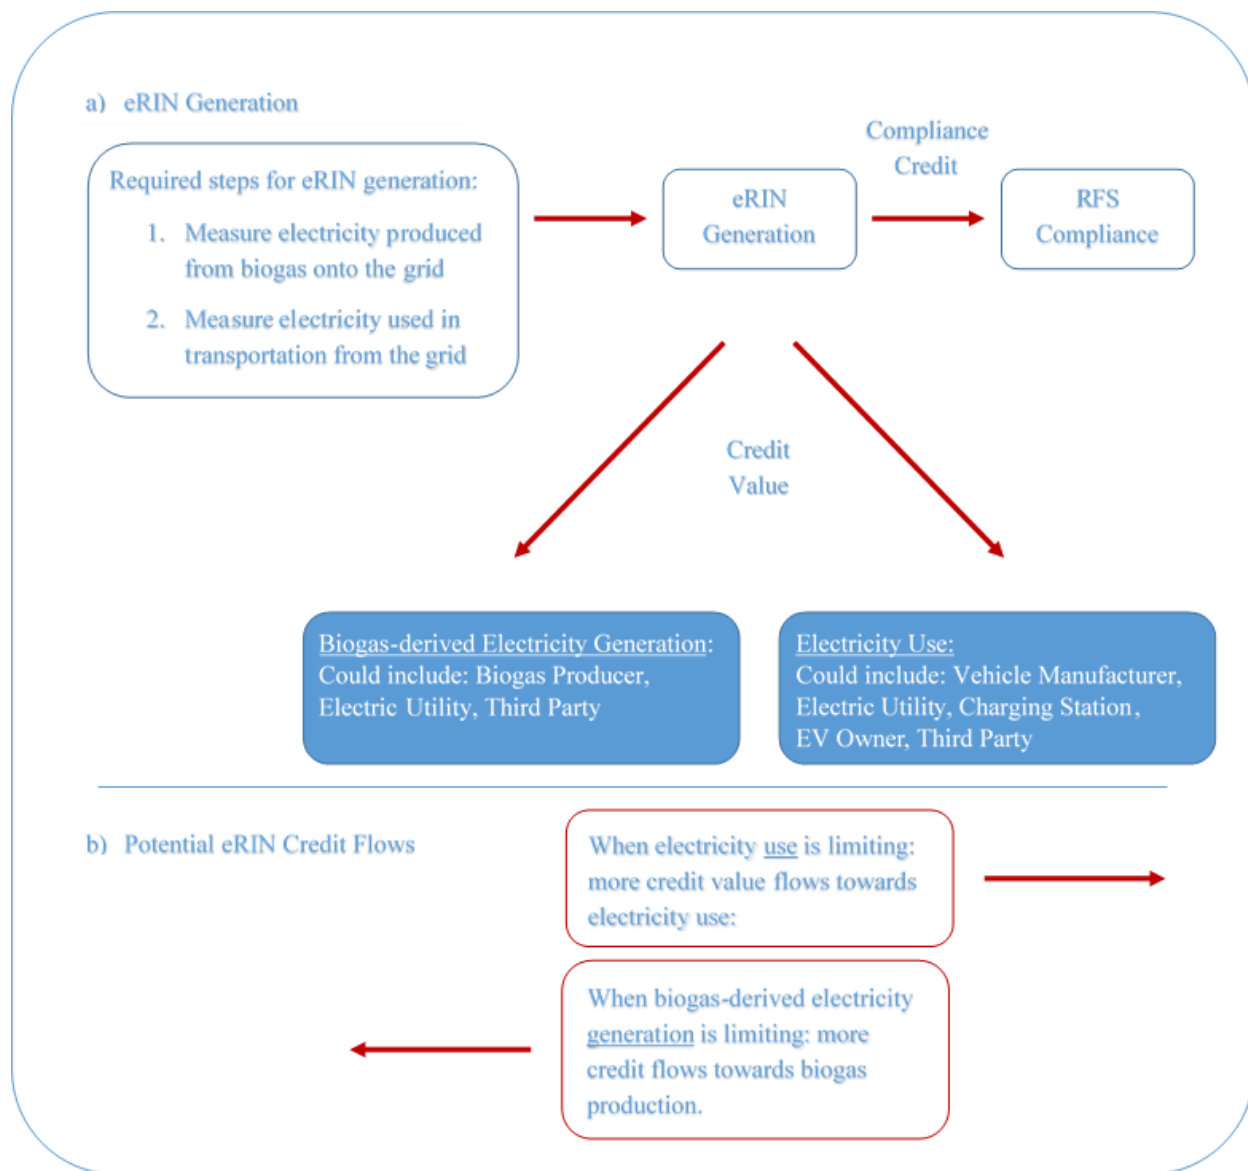 a) eRIN Generation
Required steps for eRIN generation:
1. Measure electricity produced
from biogas onto the grid
2. Measure electricity used in
transportation from the grid
eRIN
Generation
Compliance
Credit
RFS
Compliance
Credit
Value
Biogas-derived Electricity Generation:
Could include: Biogas Producer,
Electric Utility, Third Party
Electricity Use:
Could include: Vehicle Manufacturer,
Electric Utility, Charging Station,
EV Owner, Third Party
b) Potential eRIN Credit Flows
When electricity use is limiting:
more credit value flows towards
electricity use:
When biogas-derived electricity
generation is limiting: more
credit flows towards biogas
production.